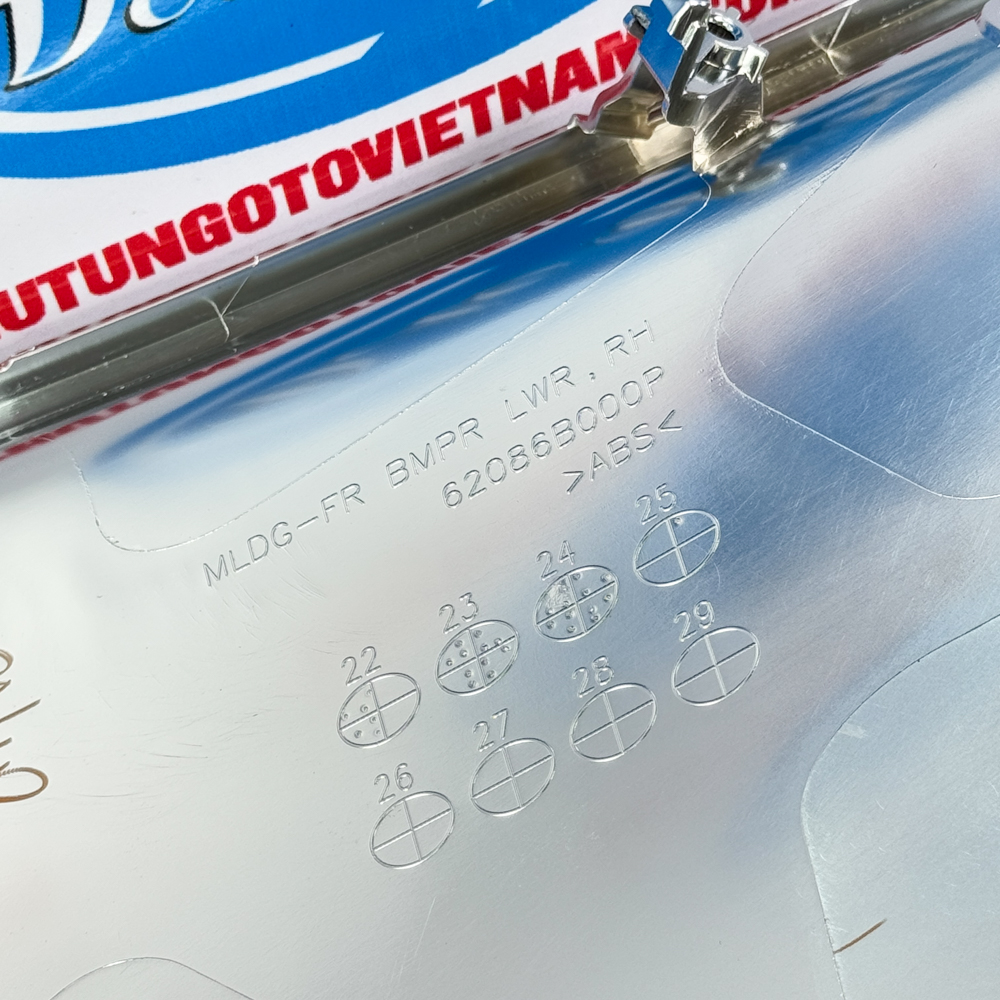 UTUNGOTOVIETNAM
MLDG-FR BMPR LWR, RH
62086B000P
>ABS<
22 23 24 25
26 27 28 29